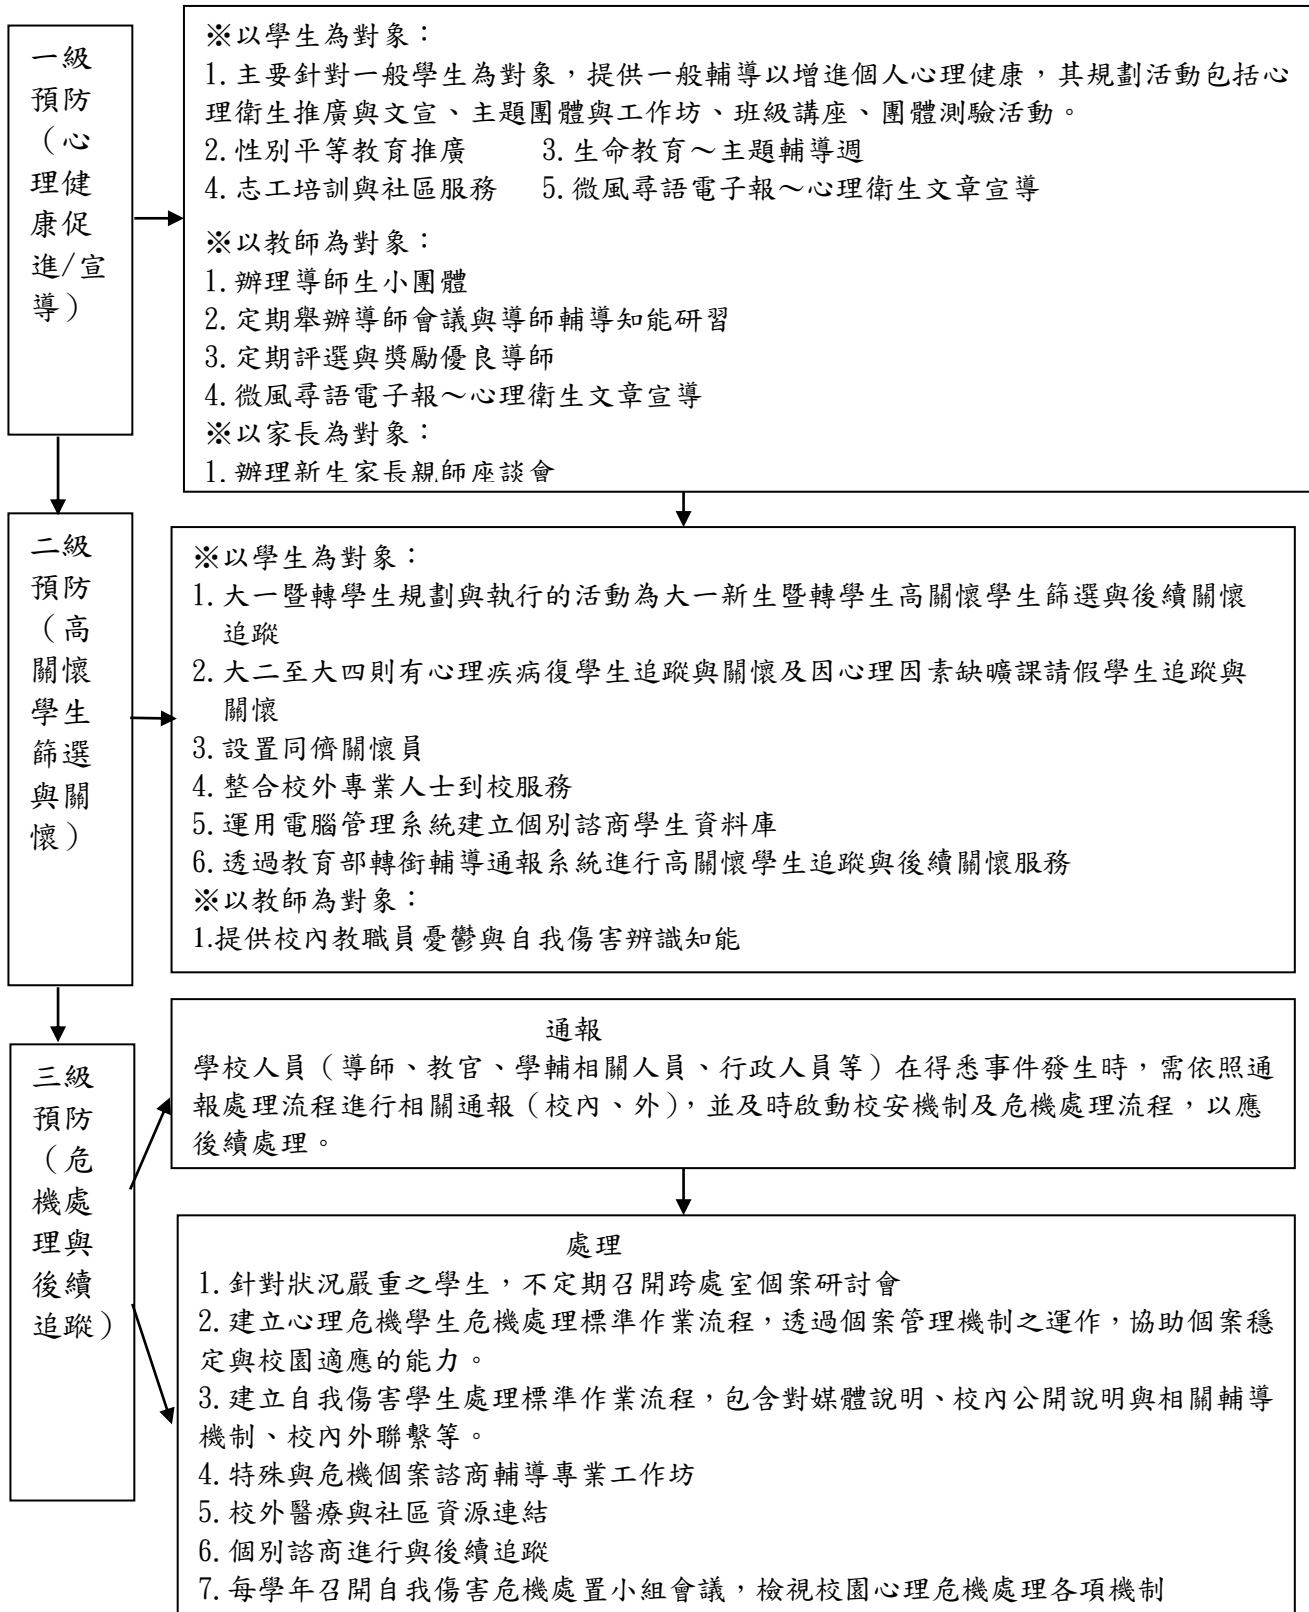 一級
預防
（心
理健
康促
進/宣
導）
※以學生為對象：
1.主要針對一般學生為對象，提供一般輔導以增進個人心理健康，其規劃活動包括心
理衛生推廣與文宣、主題團體與工作坊、班級講座、團體測驗活動。
2.性別平等教育推廣　　3.生命教育～主題輔導週
4.志工培訓與社區服務　5.微風尋語電子報～心理衛生文章宣導
※以教師為對象：
1.辦理導師生小團體
2.定期舉辦導師會議與導師輔導知能研習
3.定期評選與獎勵優良導師
4.微風尋語電子報～心理衛生文章宣導
※以家長為對象：
1.辦理新生家長親師座談會
二級
預防
（高
關懷
學生
篩選
與關
懷）
※以學生為對象：
1.大一暨轉學生規劃與執行的活動為大一新生暨轉學生高關懷學生篩選與後續關懷
追蹤
2.大二至大四則有心理疾病復學生追蹤與關懷及因心理因素缺曠課請假學生追蹤與
關懷
3.設置同儕關懷員
4.整合校外專業人士到校服務
5.運用電腦管理系統建立個別諮商學生資料庫
6.透過教育部轉銜輔導通報系統進行高關懷學生追蹤與後續關懷服務
※以教師為對象：
1.提供校內教職員憂鬱與自我傷害辨識知能
三級
預防
（危
機處
理與
後續
追蹤）
通報
學校人員（導師、教官、學輔相關人員、行政人員等）在得悉事件發生時，需依照通
報處理流程進行相關通報（校內、外），並及時啟動校安機制及危機處理流程，以應
後續處理。
處理
1.針對狀況嚴重之學生，不定期召開跨處室個案研討會
2.建立心理危機學生危機處理標準作業流程，透過個案管理機制之運作，協助個案穩
定與校園適應的能力。
3.建立自我傷害學生處理標準作業流程，包含對媒體說明、校內公開說明與相關輔導
機制、校內外聯繫等。
4.特殊與危機個案諮商輔導專業工作坊
5.校外醫療與社區資源連結
6.個別諮商進行與後續追蹤
7.每學年召開自我傷害危機處置小組會議，檢視校園心理危機處理各項機制